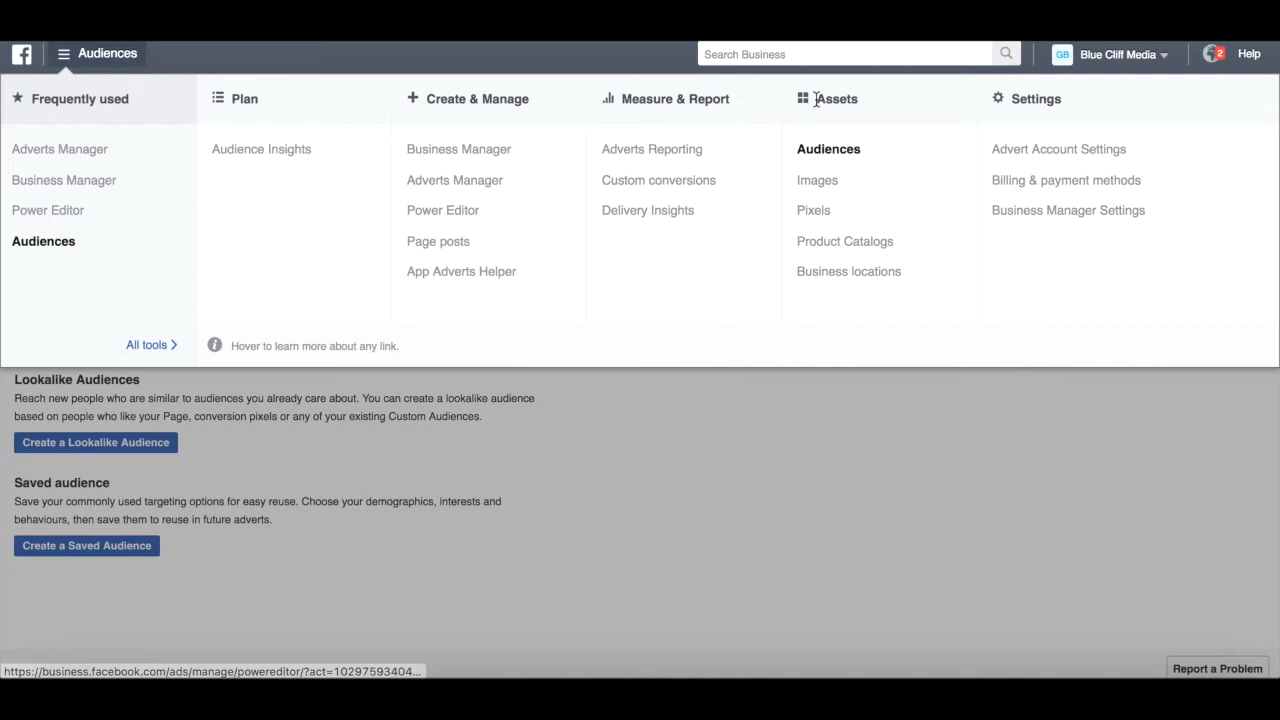 Audiences
Search Business
GB Blue Cliff Media
2
Help
Frequently used
Adverts Manager
Business Manager
Power Editor
Audiences
All tools
Plan
Audience Insights
Create & Manage
Business Manager
Adverts Manager
Power Editor
Page posts
App Adverts Helper
Measure & Report
Adverts Reporting
Custom conversions
Delivery Insights
Assets
Audiences
Images
Pixels
Product Catalogs
Business locations
Settings
Advert Account Settings
Billing & payment methods
Business Manager Settings
Hover to learn more about any link.
Lookalike Audiences
Reach new people who are similar to audiences you already care about. You can create a lookalike audience
based on people who like your Page, conversion pixels or any of your existing Custom Audiences.
Create a Lookalike Audience
Saved audience
Save your commonly used targeting options for easy reuse. Choose your demographics, interests and
behaviours, then save them to reuse in future adverts.
Create a Saved Audience
https://business.facebook.com/ads/manage/powereditor/?act=10297593404...
Report a Problem